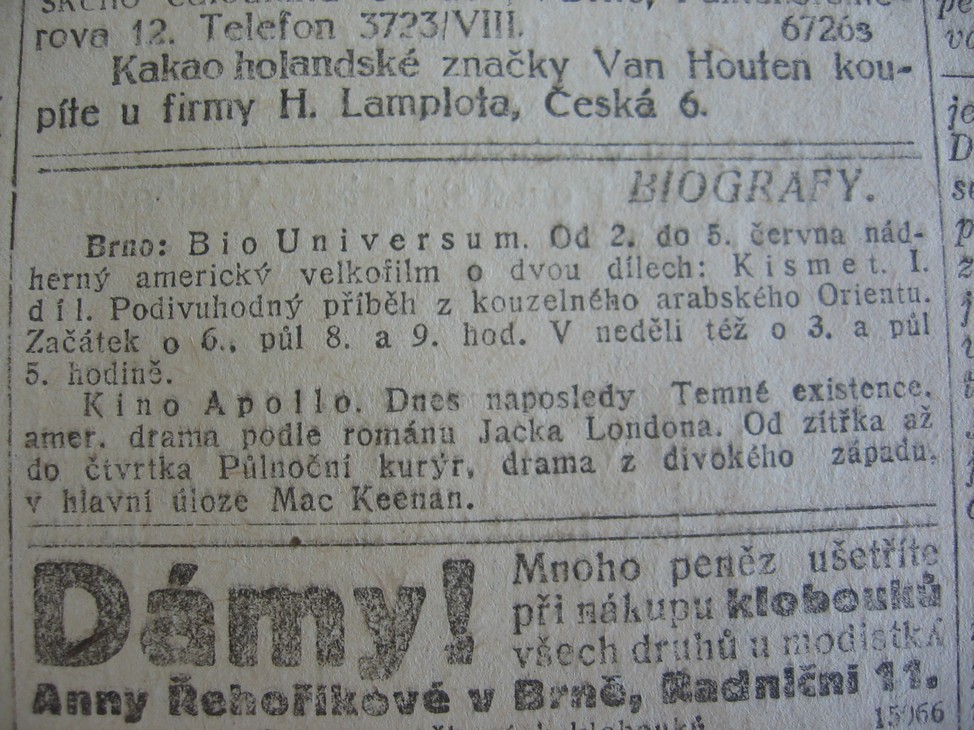 rova 12. Telefon 3723/VIII. 6726s
Kakao holandské značky Van Houten kou-
píte u firmy H. Lamplota, Česká 6.
BIOGRAFY.
Brno: Bio Universum. Od 2. do 5. června nád-
herný americký velkofilm o dvou dílech: Kismet. I.
díl. Podivuhodný příběh z kouzelného arabského Orientu.
Začátek o 6., půl 8. a 9. hod. V neděli též o 3. a půl
5. hodině.
Kino Apollo. Dnes naposledy Temné existence,
amer. drama podle románu Jacka Londona. Od zítřka až
do čtvrtka Půlnoční kurýr, drama z divokého západu,
v hlavní úloze Mac Keenan.
Dámy!
Mnoho peněz ušetříte
při nákupu klobouků
všech druhů u modistky
Anny Řehoříkové v Brně, Radniční 11.
15966